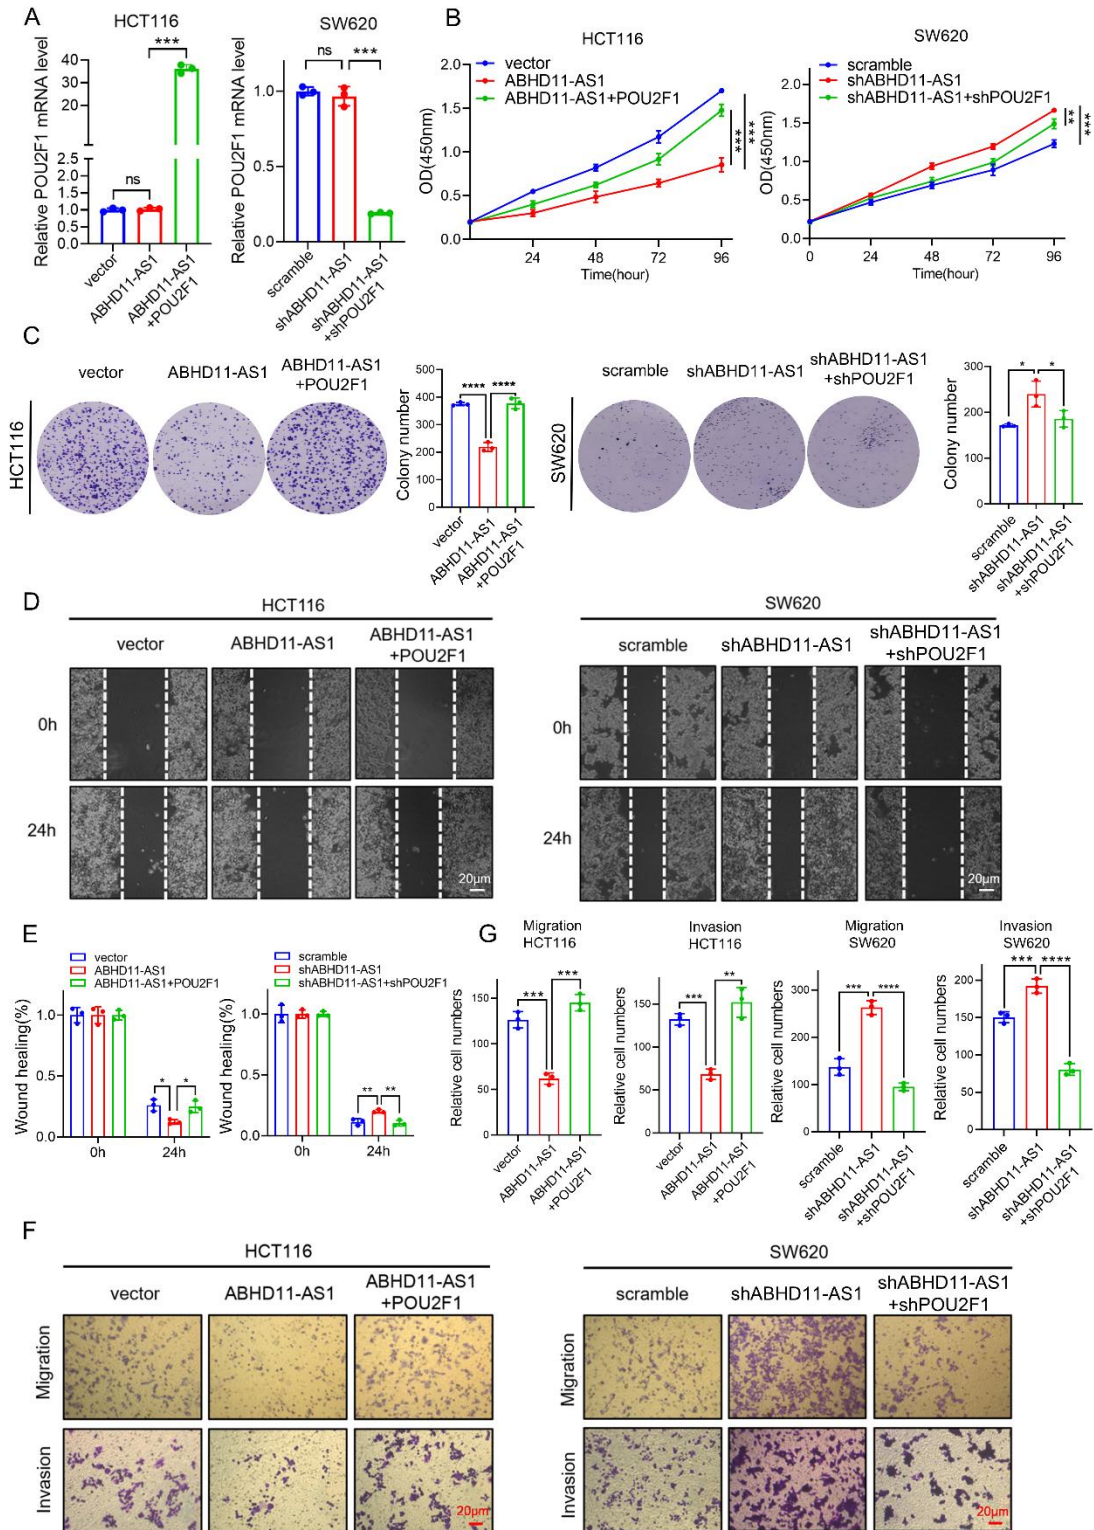 A
HCT116
SW620
Relative POU2F1 mRNA level
40
30
20
2.5
2.0
1.5
1.0
0.5
0.0
ns
***
vector
ABHD11-AS1
ABHD11-AS1
+POU2F1
Relative POU2F1 mRNA level
1.0
0.5
0.0
ns
***
scramble
shABHD11-AS1
shABHD11-AS1
+shPOU2F1
B
HCT116
vector
ABHD11-AS1
ABHD11-AS1+POU2F1
OD(450nm)
2.0
1.5
1.0
0.5
0.0
24
48
72
96
Time(hour)
***
***
SW620
scramble
shABHD11-AS1
shABHD11-AS1+shPOU2F1
OD(450nm)
2.0
1.5
1.0
0.5
0.0
0
24
48
72
96
Time(hour)
**
***
C
HCT116
vector
ABHD11-AS1
ABHD11-AS1
+POU2F1
Colony number
500
400
300
200
100
0
****
****
vector
ABHD11-AS1
ABHD11-AS1
+POU2F1
SW620
scramble
shABHD11-AS1
shABHD11-AS1
+shPOU2F1
Colony number
300
200
100
0
*
*
scramble
shABHD11-AS1
shABHD11-AS1
+shPOU2F1
D
HCT116
vector
ABHD11-AS1
ABHD11-AS1
+POU2F1
0h
24h
20μm
SW620
scramble
shABHD11-AS1
shABHD11-AS1
+shPOU2F1
0h
24h
20μm
E
vector
ABHD11-AS1
ABHD11-AS1+POU2F1
Wound healing(%)
1.0
0.5
0.0
*
*
0h
24h
scramble
shABHD11-AS1
shABHD11-AS1+shPOU2F1
Wound healing(%)
1.0
0.5
0.0
**
**
0h
24h
G
Migration
HCT116
Relative cell numbers
150
100
50
0
***
***
vector
ABHD11-AS1
ABHD11-AS1
+POU2F1
Invasion
HCT116
Relative cell numbers
150
100
50
0
***
**
vector
ABHD11-AS1
ABHD11-AS1
+POU2F1
Migration
SW620
Relative cell numbers
300
200
100
0
***
****
scramble
shABHD11-AS1
shABHD11-AS1
+shPOU2F1
Invasion
SW620
Relative cell numbers
200
150
100
50
0
***
****
scramble
shABHD11-AS1
shABHD11-AS1
+shPOU2F1
F
HCT116
vector
ABHD11-AS1
ABHD11-AS1
+POU2F1
Migration
Invasion
20μm
SW620
scramble
shABHD11-AS1
shABHD11-AS1
+shPOU2F1
Migration
Invasion
20μm